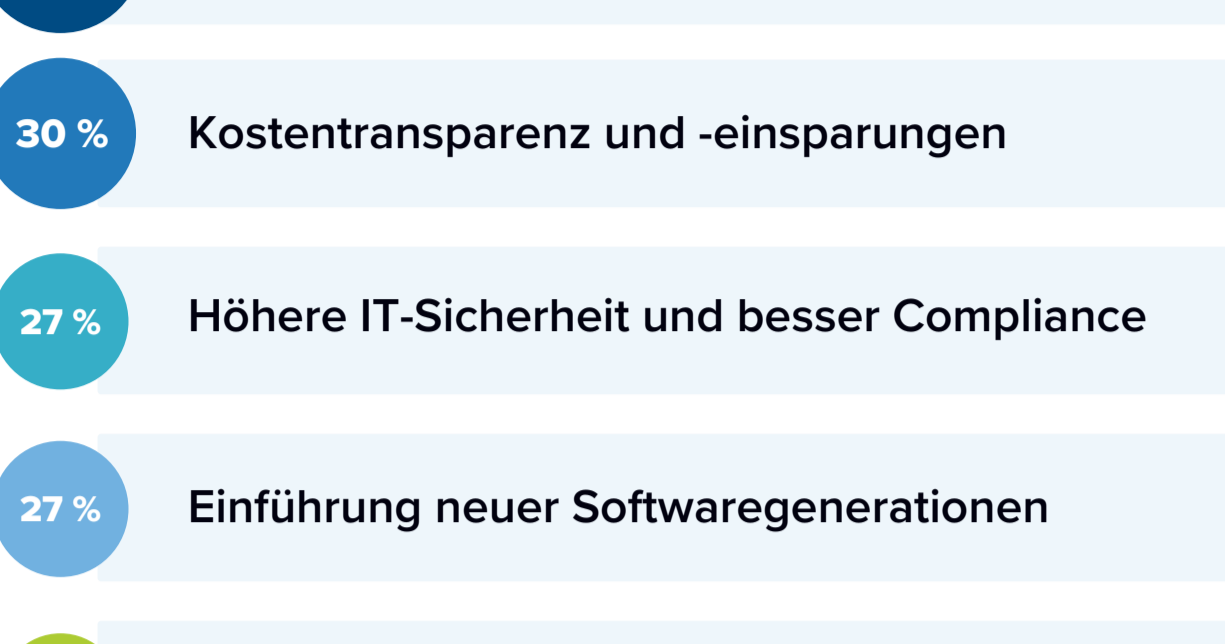 30 %
Kostentransparenz und -einsparungen
27 %
Höhere IT-Sicherheit und besser Compliance
27 %
Einführung neuer Softwaregenerationen